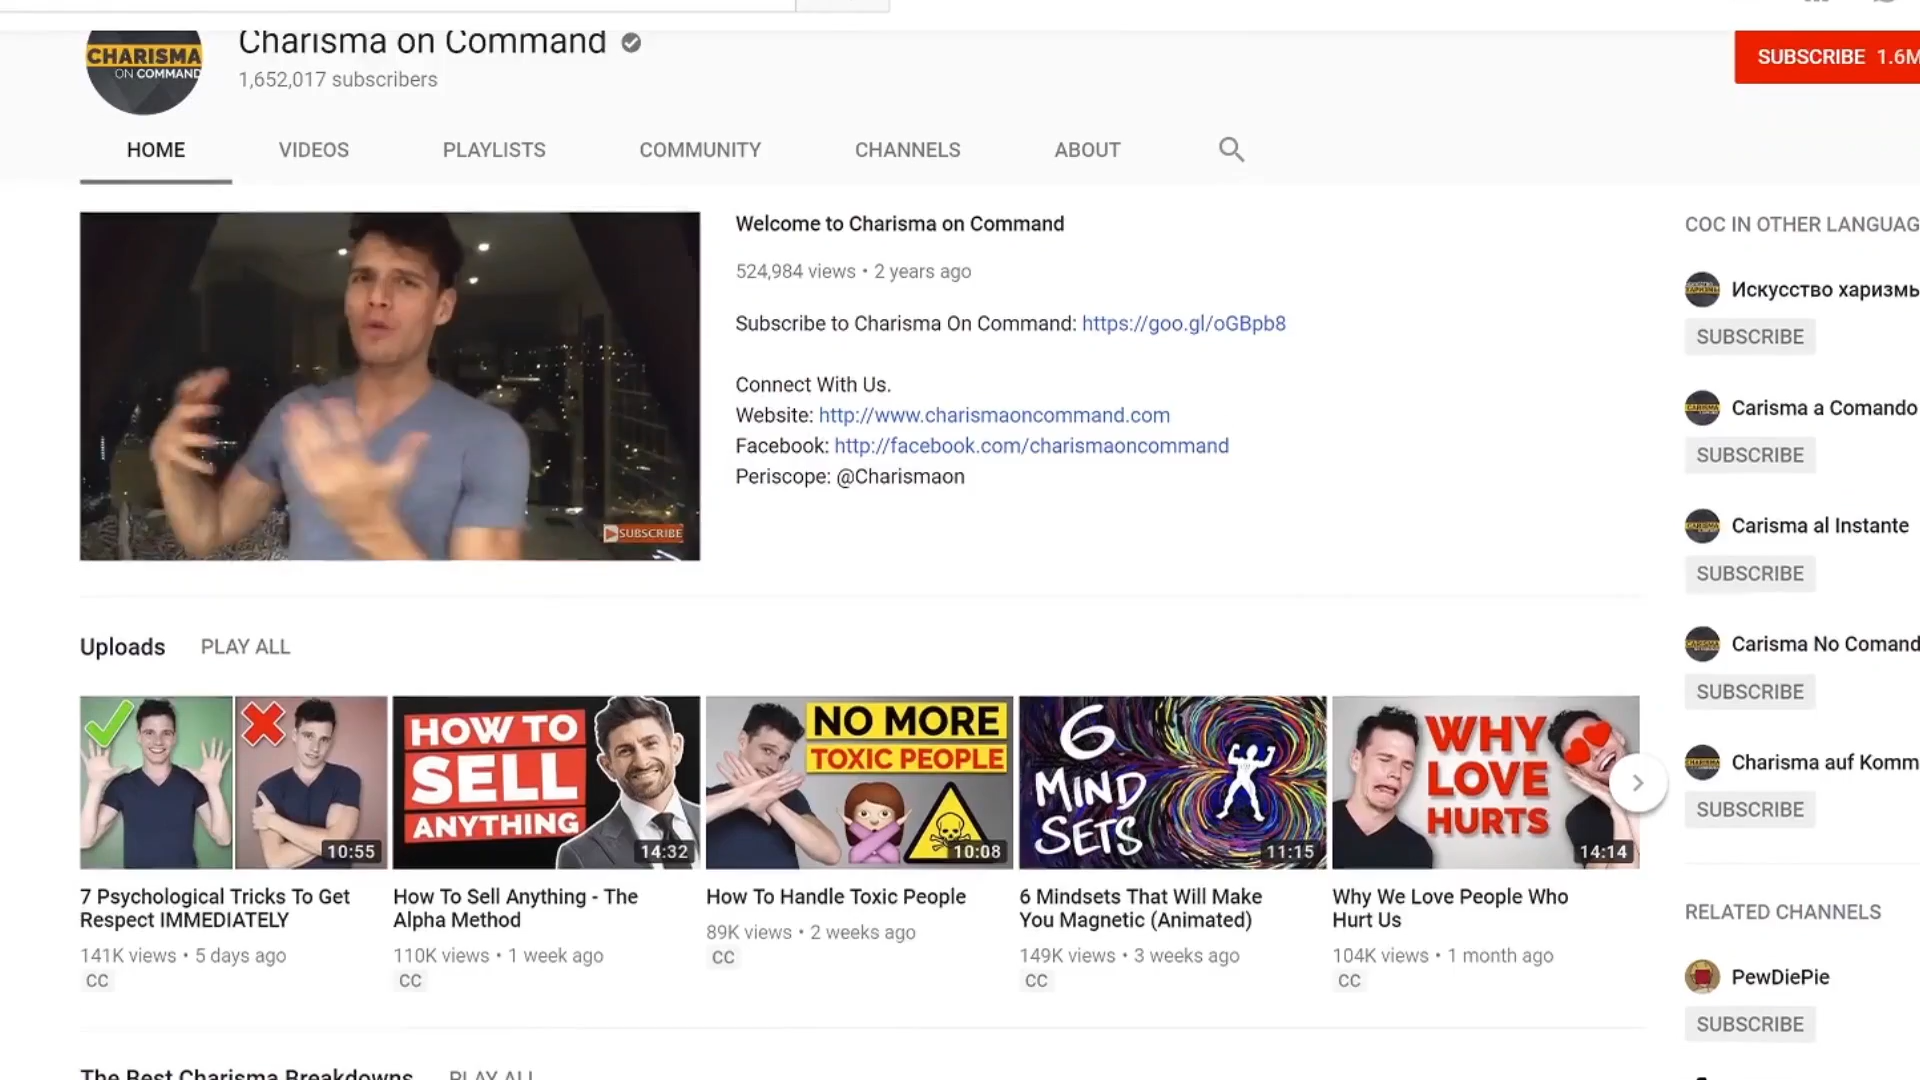 CHARISMA
ON COMMAND
Charisma on Command
1,652,017 subscribers
SUBSCRIBE 1.6M
HOME VIDEOS PLAYLISTS COMMUNITY CHANNELS ABOUT
SUBSCRIBE
Welcome to Charisma on Command
524,984 views • 2 years ago
Subscribe to Charisma On Command: https://goo.gl/oGBpb8
Connect With Us.
Website: http://www.charismaoncommand.com
Facebook: http://facebook.com/charismaoncommand
Periscope: @Charismaon
Uploads PLAY ALL
10:55
7 Psychological Tricks To Get
Respect IMMEDIATELY
141K views • 5 days ago
CC
HOW TO
SELL
ANYTHING
14:32
How To Sell Anything - The
Alpha Method
110K views • 1 week ago
CC
NO MORE
TOXIC PEOPLE
10:08
How To Handle Toxic People
89K views • 2 weeks ago
CC
6
MIND
SETS
11:15
6 Mindsets That Will Make
You Magnetic (Animated)
149K views • 3 weeks ago
CC
WHY
LOVE
HURTS
14:14
Why We Love People Who
Hurt Us
104K views • 1 month ago
CC
The Best Charisma Breakdowns PLAY ALL
COC IN OTHER LANGUAG
Искусство харизмы
SUBSCRIBE
Carisma a Comando
SUBSCRIBE
Carisma al Instante
SUBSCRIBE
Carisma No Comand
SUBSCRIBE
Charisma auf Komm
SUBSCRIBE
RELATED CHANNELS
PewDiePie
SUBSCRIBE